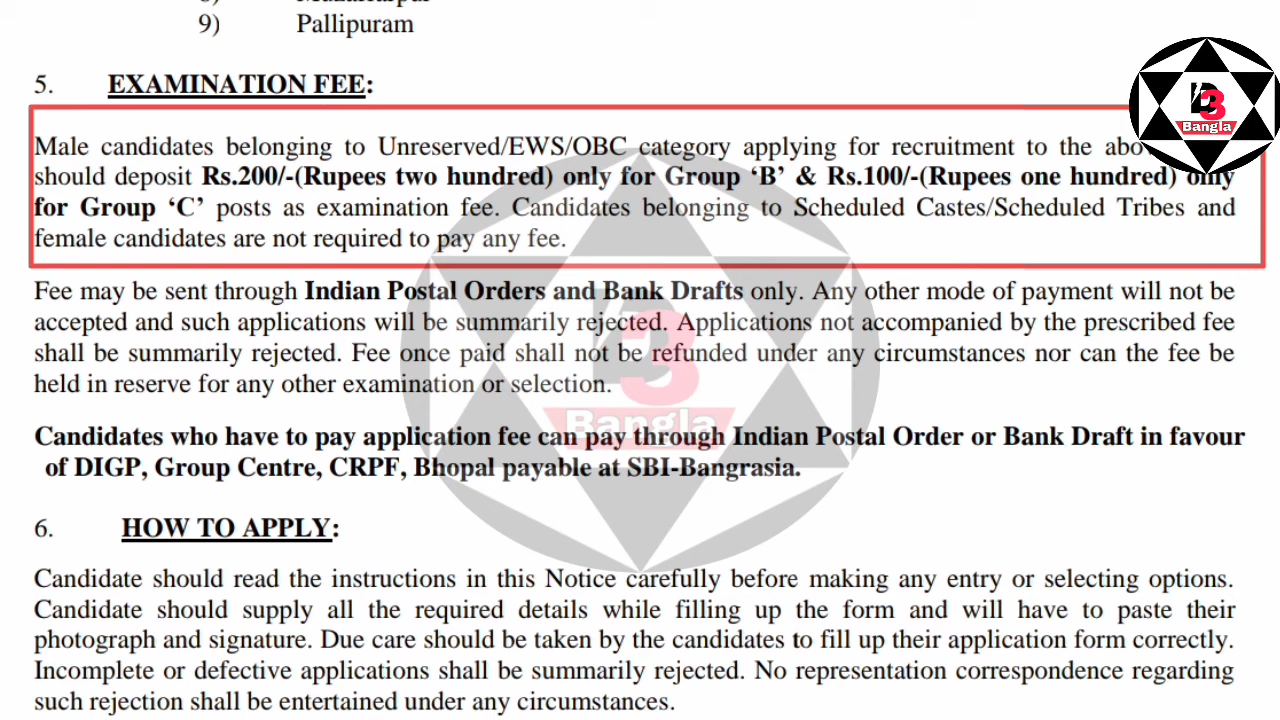 9) Pallipuram
5. EXAMINATION FEE:
Male candidates belonging to Unreserved/EWS/OBC category applying for recruitment to the
should deposit Rs.200/-(Rupees two hundred) only for Group ‘B’ & Rs.100/-(Rupees one hundred) only
for Group ‘C’ posts as examination fee. Candidates belonging to Scheduled Castes/Scheduled Tribes and
female candidates are not required to pay any fee.
Fee may be sent through Indian Postal Orders and Bank Drafts only. Any other mode of payment will not be
accepted and such applications will be summarily rejected. Applications not accompanied by the prescribed fee
shall be summarily rejected. Fee once paid shall not be refunded under any circumstances nor can the fee be
held in reserve for any other examination or selection.
Candidates who have to pay application fee can pay through Indian Postal Order or Bank Draft in favour
of DIGP, Group Centre, CRPF, Bhopal payable at SBI-Bangrasia.
6. HOW TO APPLY:
Candidate should read the instructions in this Notice carefully before making any entry or selecting options.
Candidate should supply all the required details while filling up the form and will have to paste their
photograph and signature. Due care should be taken by the candidates to fill up their application form correctly.
Incomplete or defective applications shall be summarily rejected. No representation correspondence regarding
such rejection shall be entertained under any circumstances.
B3
Bangla
B3
Bangla